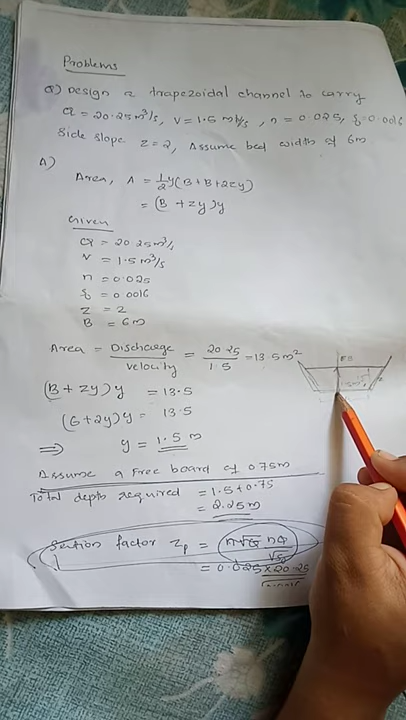 Problems
Q) Design a trapezoidal channel to carry
Q = 20.25 m³/s, V = 1.5 m/s, n = 0.025, S = 0.0016
Side slope z = 2, Assume bed width of 6m
A)
Area, A = 1/2 y (B + B + 2zy)
= (B + zy) y
Given
Q = 20.25 m³/s
V = 1.5 m³/s
n = 0.025
S = 0.0016
z = 2
B = 6m
Area = Discharge/velocity = 20.25/1.5 = 13.5 m²
FB
(B + zy) y = 13.5
(6 + 2y) y = 13.5
⇒ y = 1.5 m
Assume a Free board of 0.75m
Total depth required = 1.5 + 0.75
= 2.25m
Section factor Zp = nQ/√S₀
= 0.025 × 20.25